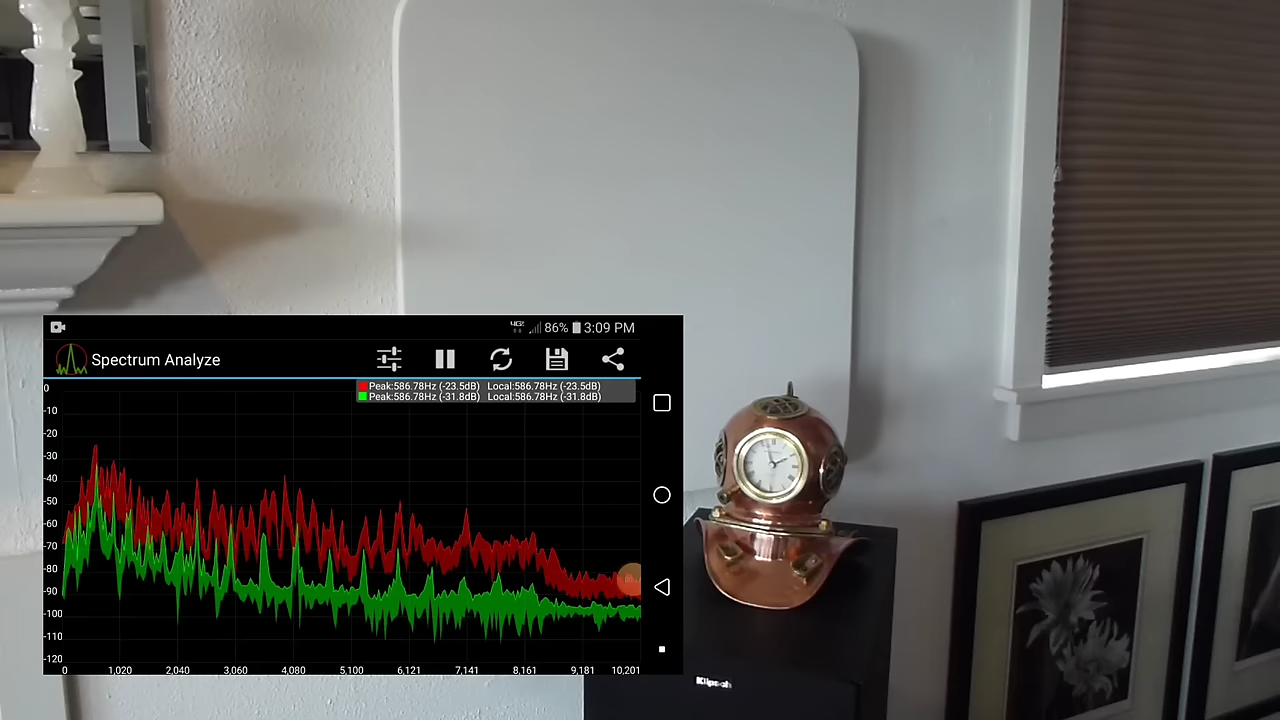 4G 86% 3:09 PM
Spectrum Analyze
Peak:586.78Hz (-23.5dB) Local:586.78Hz (-23.5dB)
Peak:586.78Hz (-31.8dB) Local:586.78Hz (-31.8dB)
0
-10
-20
-30
-40
-50
-60
-70
-80
-90
-100
-110
-120
0 1,020 2,040 3,060 4,080 5,100 6,121 7,141 8,161 9,181 10,201
Klipsch